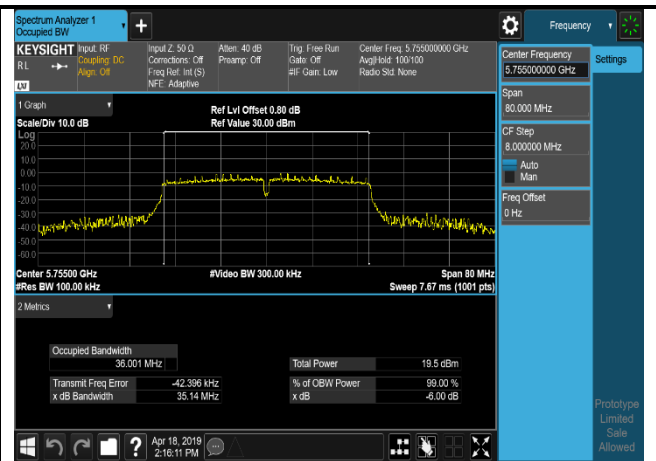 Spectrum Analyzer 1
Occupied BW
Frequency
KEYSIGHT
RL
Input: RF
Coupling: DC
Align: Off
Input Z: 50 Ω
Corrections: Off
Freq Ref: Int (S)
NFE: Adaptive
Atten: 40 dB
Preamp: Off
Trig: Free Run
Gate: Off
#IF Gain: Low
Center Freq: 5.755000000 GHz
Avg|Hold: 100/100
Radio Std: None
Center Frequency
5.755000000 GHz
Settings
Span
80.000 MHz
CF Step
8.000000 MHz
Auto
Man
Freq Offset
0 Hz
1 Graph
Scale/Div 10.0 dB
Ref Lvl Offset 0.80 dB
Ref Value 30.00 dBm
Log
20.0
10.0
0.00
-10.0
-20.0
-30.0
-40.0
-50.0
-60.0
Center 5.75500 GHz
#Res BW 100.00 kHz
#Video BW 300.00 kHz
Span 80 MHz
Sweep 7.67 ms (1001 pts)
2 Metrics
Occupied Bandwidth
36.001 MHz
Total Power 19.5 dBm
Transmit Freq Error -42.396 kHz
% of OBW Power 99.00 %
x dB Bandwidth 35.14 MHz
x dB -6.00 dB
Prototype
Limited
Sale
Allowed
?
Apr 18, 2019
2:16:11 PM